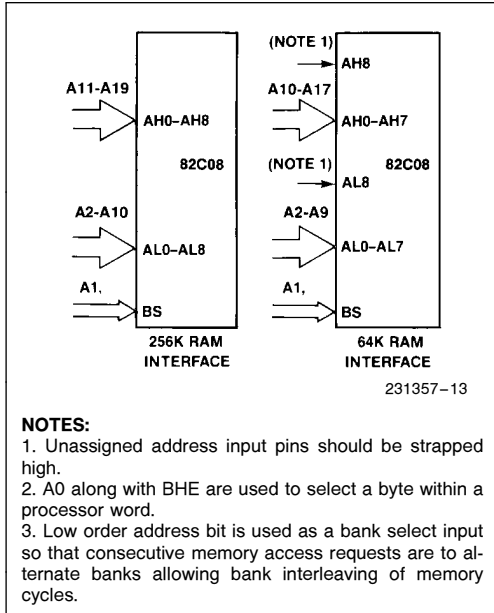 A11-A19
AH0–AH8
82C08
A2-A10
AL0–AL8
A1,
BS
256K RAM
INTERFACE
(NOTE 1)
AH8
A10-A17
AH0–AH7
(NOTE 1)
82C08
AL8
A2-A9
AL0–AL7
A1,
BS
64K RAM
INTERFACE
231357–13
NOTES:
1. Unassigned address input pins should be strapped
high.
2. A0 along with BHE are used to select a byte within a
processor word.
3. Low order address bit is used as a bank select input
so that consecutive memory access requests are to al-
ternate banks allowing bank interleaving of memory
cycles.